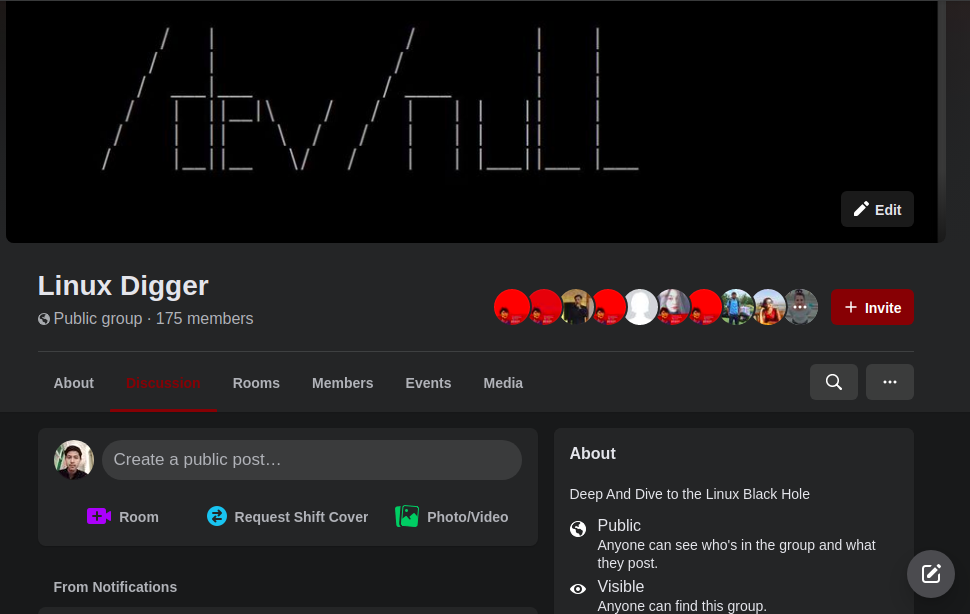 /dev/null
Edit
Linux Digger
Public group · 175 members
Invite
About
Discussion
Rooms
Members
Events
Media
Create a public post…
Room
Request Shift Cover
Photo/Video
From Notifications
About
Deep And Dive to the Linux Black Hole
Public
Anyone can see who's in the group and what
they post.
Visible
Anyone can find this group.